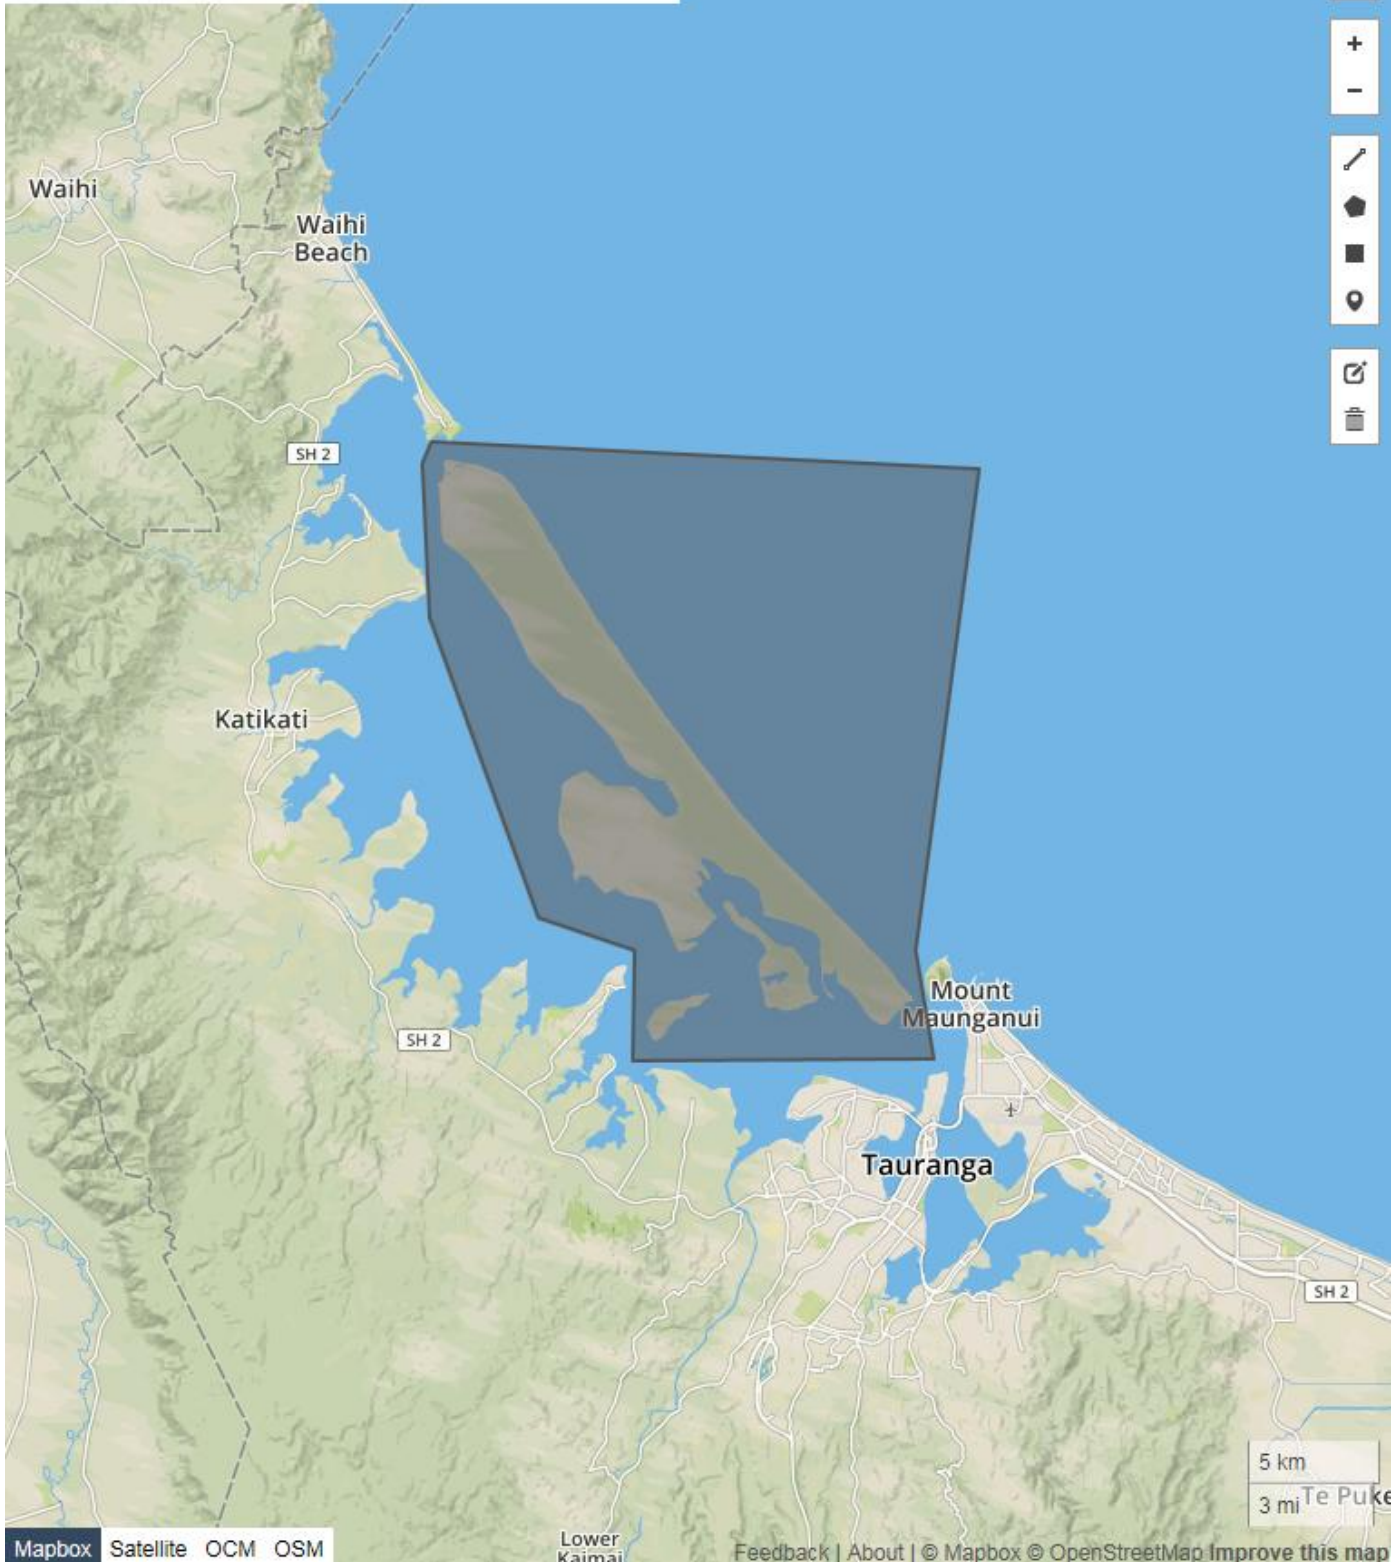 +
−
Waihi
Waihi
Beach
SH 2
Katikati
Mount
Maunganui
SH 2
Tauranga
SH 2
5 km
3 mi
Te Puke
Lower
Kaimai
Mapbox Satellite OCM OSM
Feedback | About | © Mapbox © OpenStreetMap Improve this map